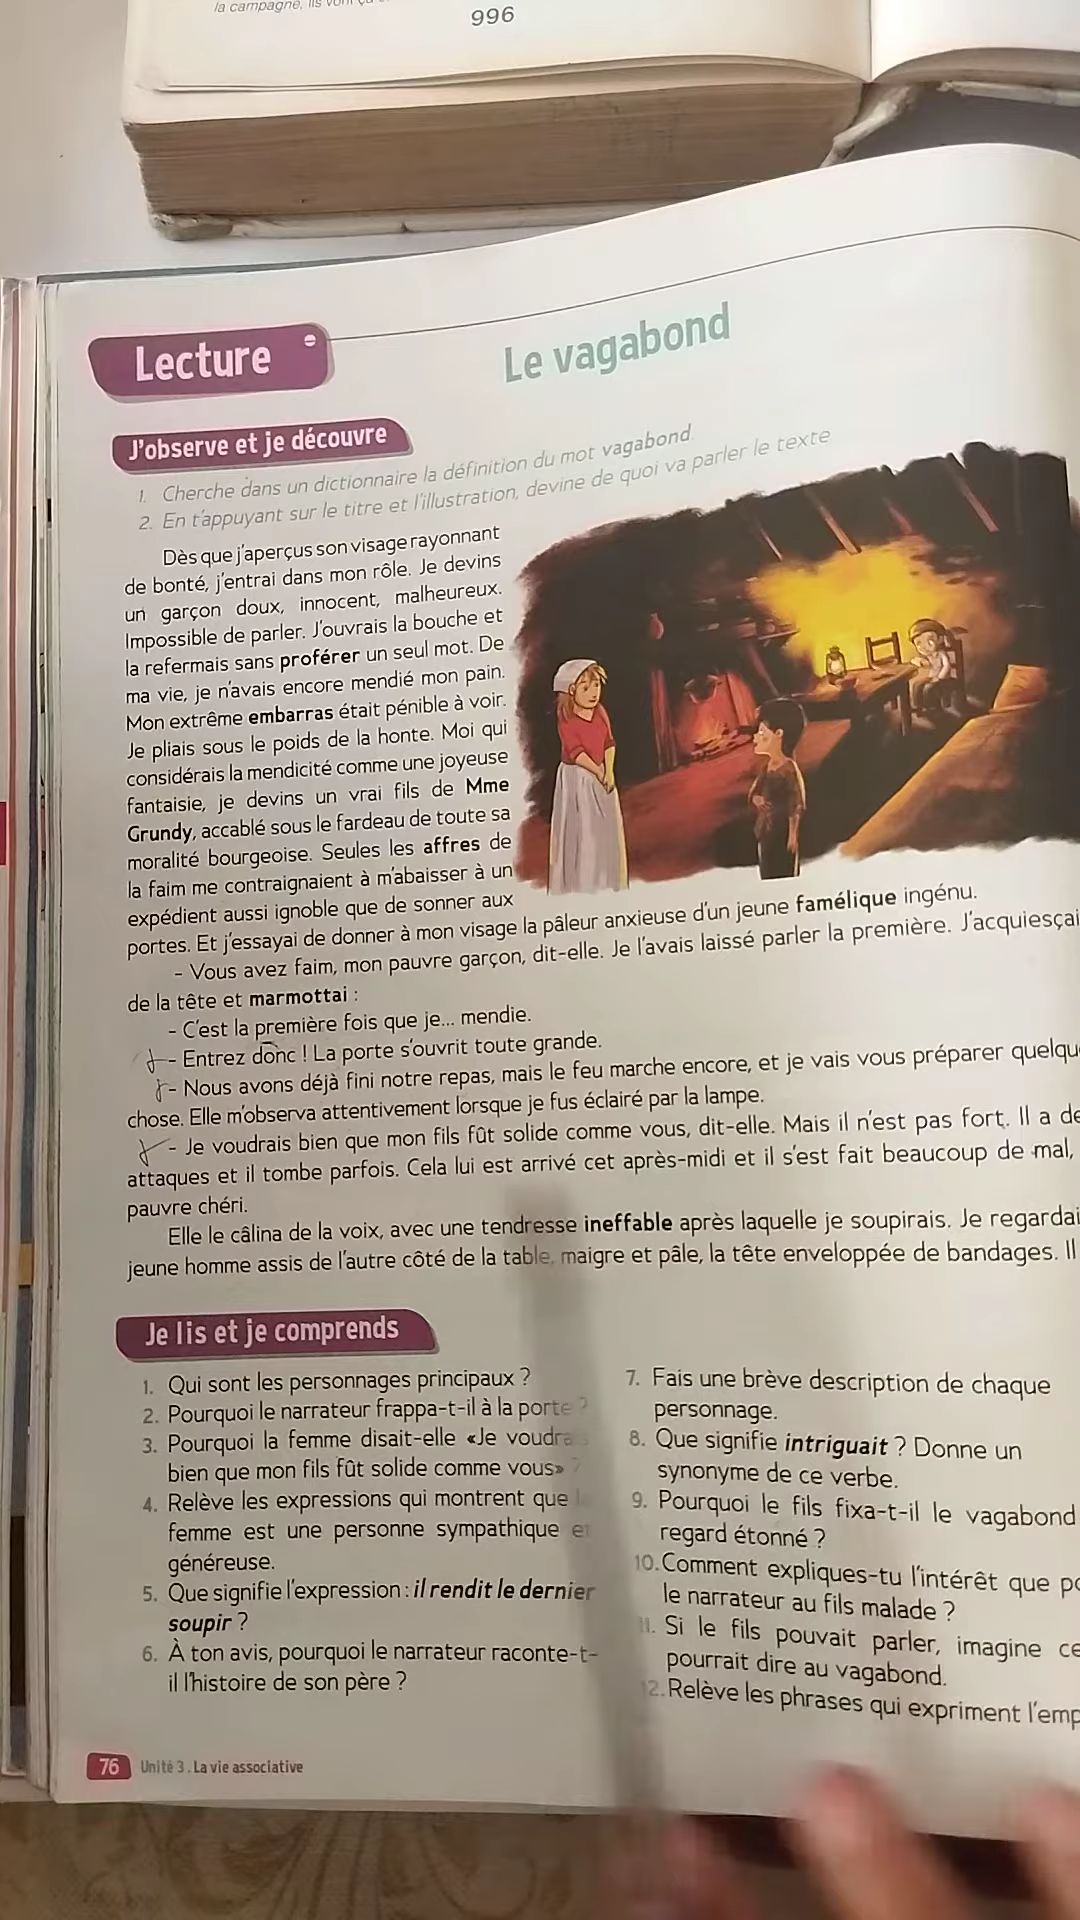 la campagne, ils vont
996
Lecture
Le vagabond
J'observe et je découvre
1. Cherche dans un dictionnaire la définition du mot vagabond.
2. En t'appuyant sur le titre et l'illustration, devine de quoi va parler le texte
Dès que j'aperçus son visage rayonnant
de bonté, j'entrai dans mon rôle. Je devins
un garçon doux, innocent, malheureux.
Impossible de parler. J'ouvrais la bouche et
la refermais sans proférer un seul mot. De
ma vie, je n'avais encore mendié mon pain.
Mon extrême embarras était pénible à voir.
Je pliais sous le poids de la honte. Moi qui
considérais la mendicité comme une joyeuse
fantaisie, je devins un vrai fils de Mme
Grundy, accablé sous le fardeau de toute sa
moralité bourgeoise. Seules les affres de
la faim me contraignaient à m'abaisser à un
expédient aussi ignoble que de sonner aux
portes. Et j'essayai de donner à mon visage la pâleur anxieuse d'un jeune famélique ingénu.
- Vous avez faim, mon pauvre garçon, dit-elle. Je l'avais laissé parler la première. J'acquiesçai
de la tête et marmottai :
- C'est la première fois que je... mendie.
- Entrez donc ! La porte s'ouvrit toute grande.
- Nous avons déjà fini notre repas, mais le feu marche encore, et je vais vous préparer quelqu
chose. Elle m'observa attentivement lorsque je fus éclairé par la lampe.
- Je voudrais bien que mon fils fût solide comme vous, dit-elle. Mais il n'est pas fort. Il a de
attaques et il tombe parfois. Cela lui est arrivé cet après-midi et il s'est fait beaucoup de mal,
pauvre chéri.
Elle le câlina de la voix, avec une tendresse ineffable après laquelle je soupirais. Je regardai
jeune homme assis de l'autre côté de la table, maigre et pâle, la tête enveloppée de bandages. Il
Je lis et je comprends
1. Qui sont les personnages principaux ?
2. Pourquoi le narrateur frappa-t-il à la porte ?
3. Pourquoi la femme disait-elle «Je voudrais
bien que mon fils fût solide comme vous» ?
4. Relève les expressions qui montrent que la
femme est une personne sympathique et
généreuse.
5. Que signifie l'expression : il rendit le dernier
soupir ?
6. À ton avis, pourquoi le narrateur raconte-t-
il l'histoire de son père ?
7. Fais une brève description de chaque
personnage.
8. Que signifie intriguait ? Donne un
synonyme de ce verbe.
9. Pourquoi le fils fixa-t-il le vagabond
regard étonné ?
10. Comment expliques-tu l'intérêt que po
le narrateur au fils malade ?
11. Si le fils pouvait parler, imagine ce
pourrait dire au vagabond.
12. Relève les phrases qui expriment l'emp
76 Unité 3 . La vie associative